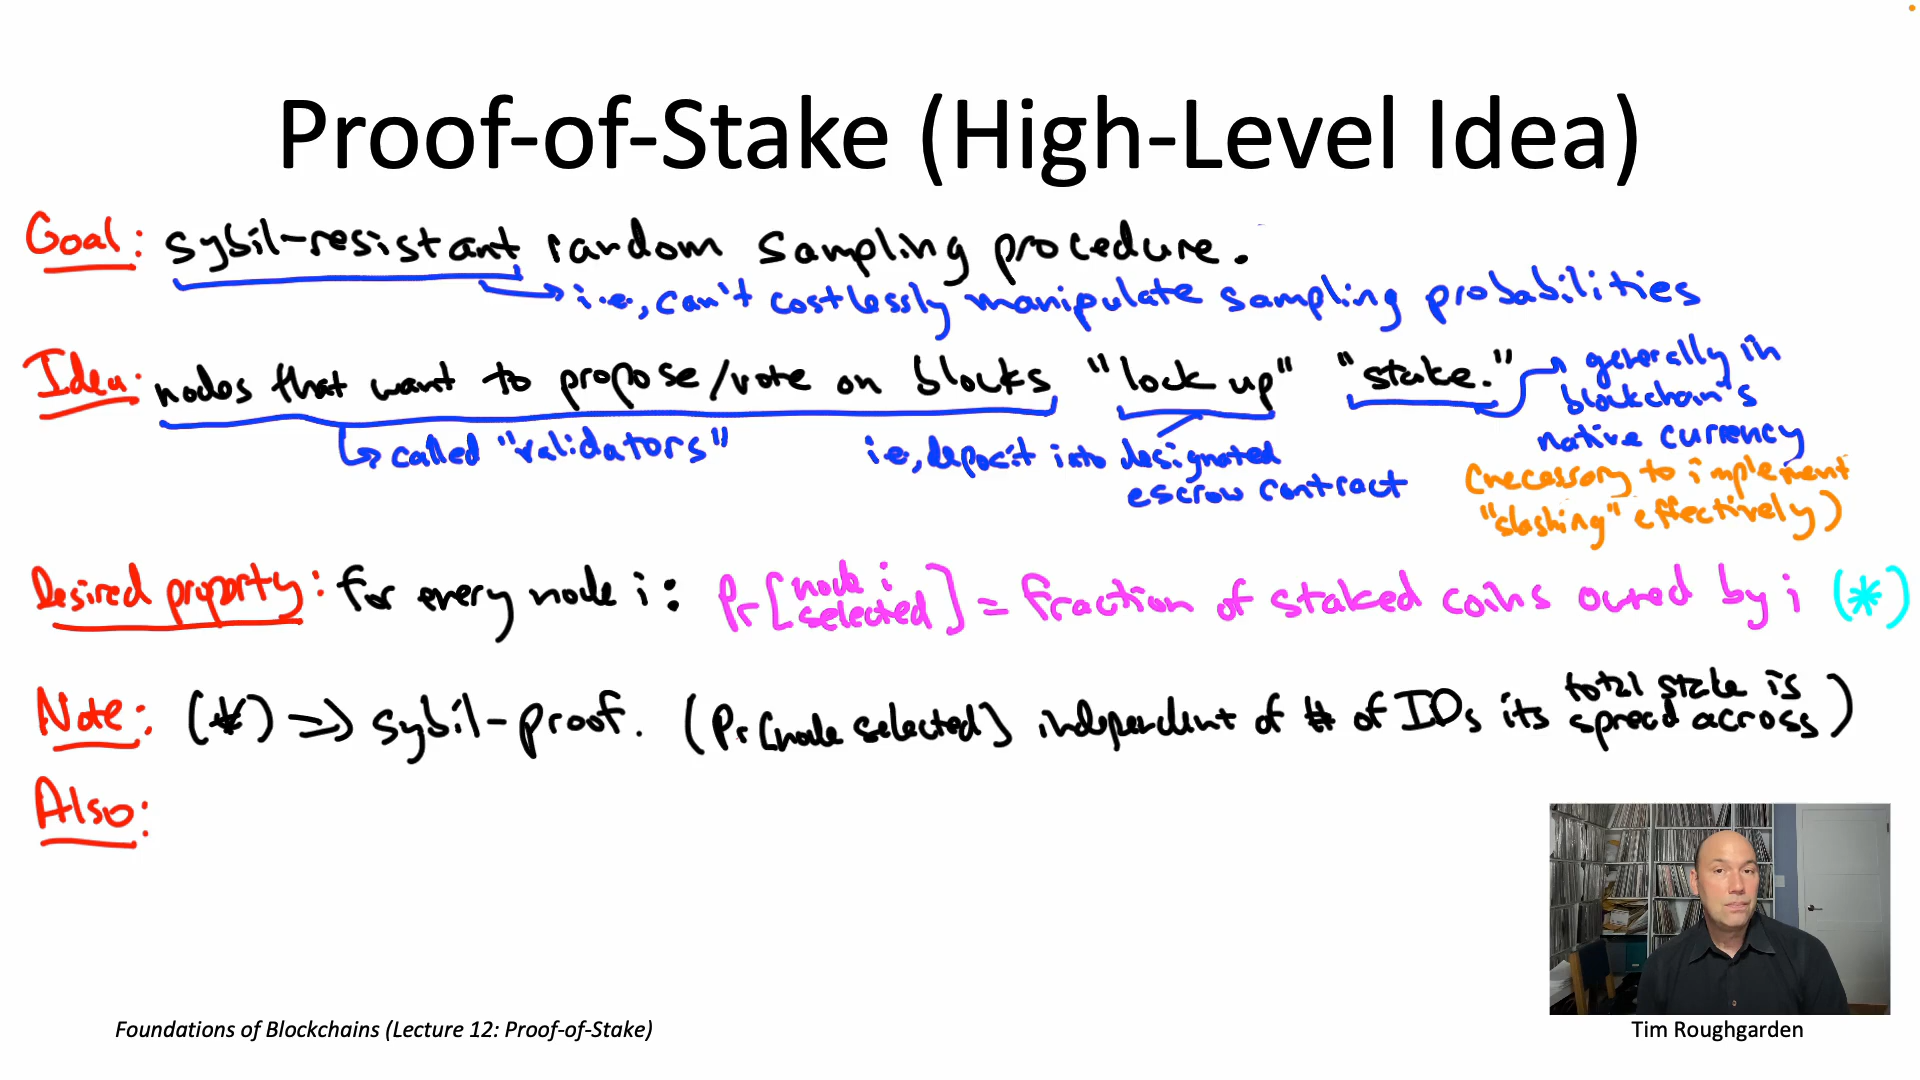 Proof-of-Stake (High-Level Idea)
Goal: sybil-resistant random sampling procedure.
→ i.e., can't costlessly manipulate sampling probabilities
Idea: nodes that want to propose/vote on blocks "lock up" "stake." → generally in
blockchain's
native currency
↳ called "validators"
i.e., deposit into designated
escrow contract
(necessary to implement
"slashing" effectively)
Desired property: for every node i: Pr[node i selected] = fraction of staked coins owned by i (*)
Note: (*) => sybil-proof. (Pr[node selected] independent of # of IDs its total stake is spread across)
Also:
Foundations of Blockchains (Lecture 12: Proof-of-Stake)
Tim Roughgarden